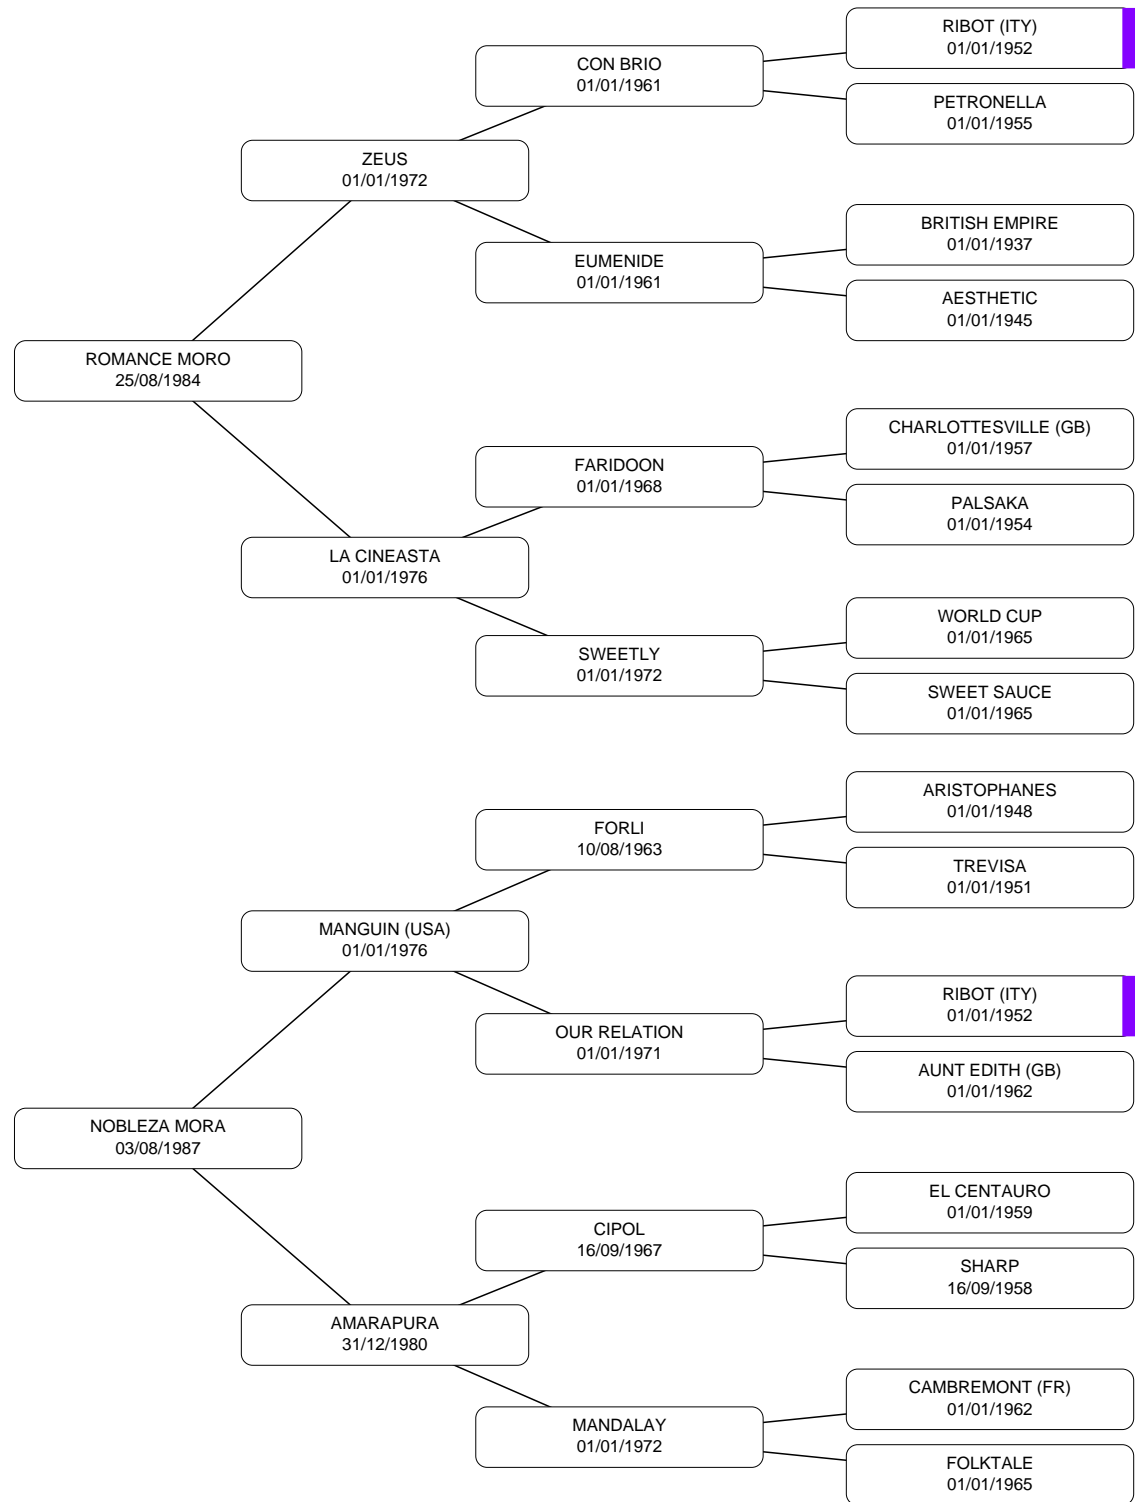 RIBOT (ITY)
01/01/1952
CON BRIO
01/01/1961
PETRONELLA
01/01/1955
ZEUS
01/01/1972
BRITISH EMPIRE
01/01/1937
EUMENIDE
01/01/1961
AESTHETIC
01/01/1945
ROMANCE MORO
25/08/1984
CHARLOTTESVILLE (GB)
01/01/1957
FARIDOON
01/01/1968
PALSAKA
01/01/1954
LA CINEASTA
01/01/1976
WORLD CUP
01/01/1965
SWEETLY
01/01/1972
SWEET SAUCE
01/01/1965
ARISTOPHANES
01/01/1948
FORLI
10/08/1963
TREVISA
01/01/1951
MANGUIN (USA)
01/01/1976
RIBOT (ITY)
01/01/1952
OUR RELATION
01/01/1971
AUNT EDITH (GB)
01/01/1962
NOBLEZA MORA
03/08/1987
EL CENTAURO
01/01/1959
CIPOL
16/09/1967
SHARP
16/09/1958
AMARAPURA
31/12/1980
CAMBREMONT (FR)
01/01/1962
MANDALAY
01/01/1972
FOLKTALE
01/01/1965